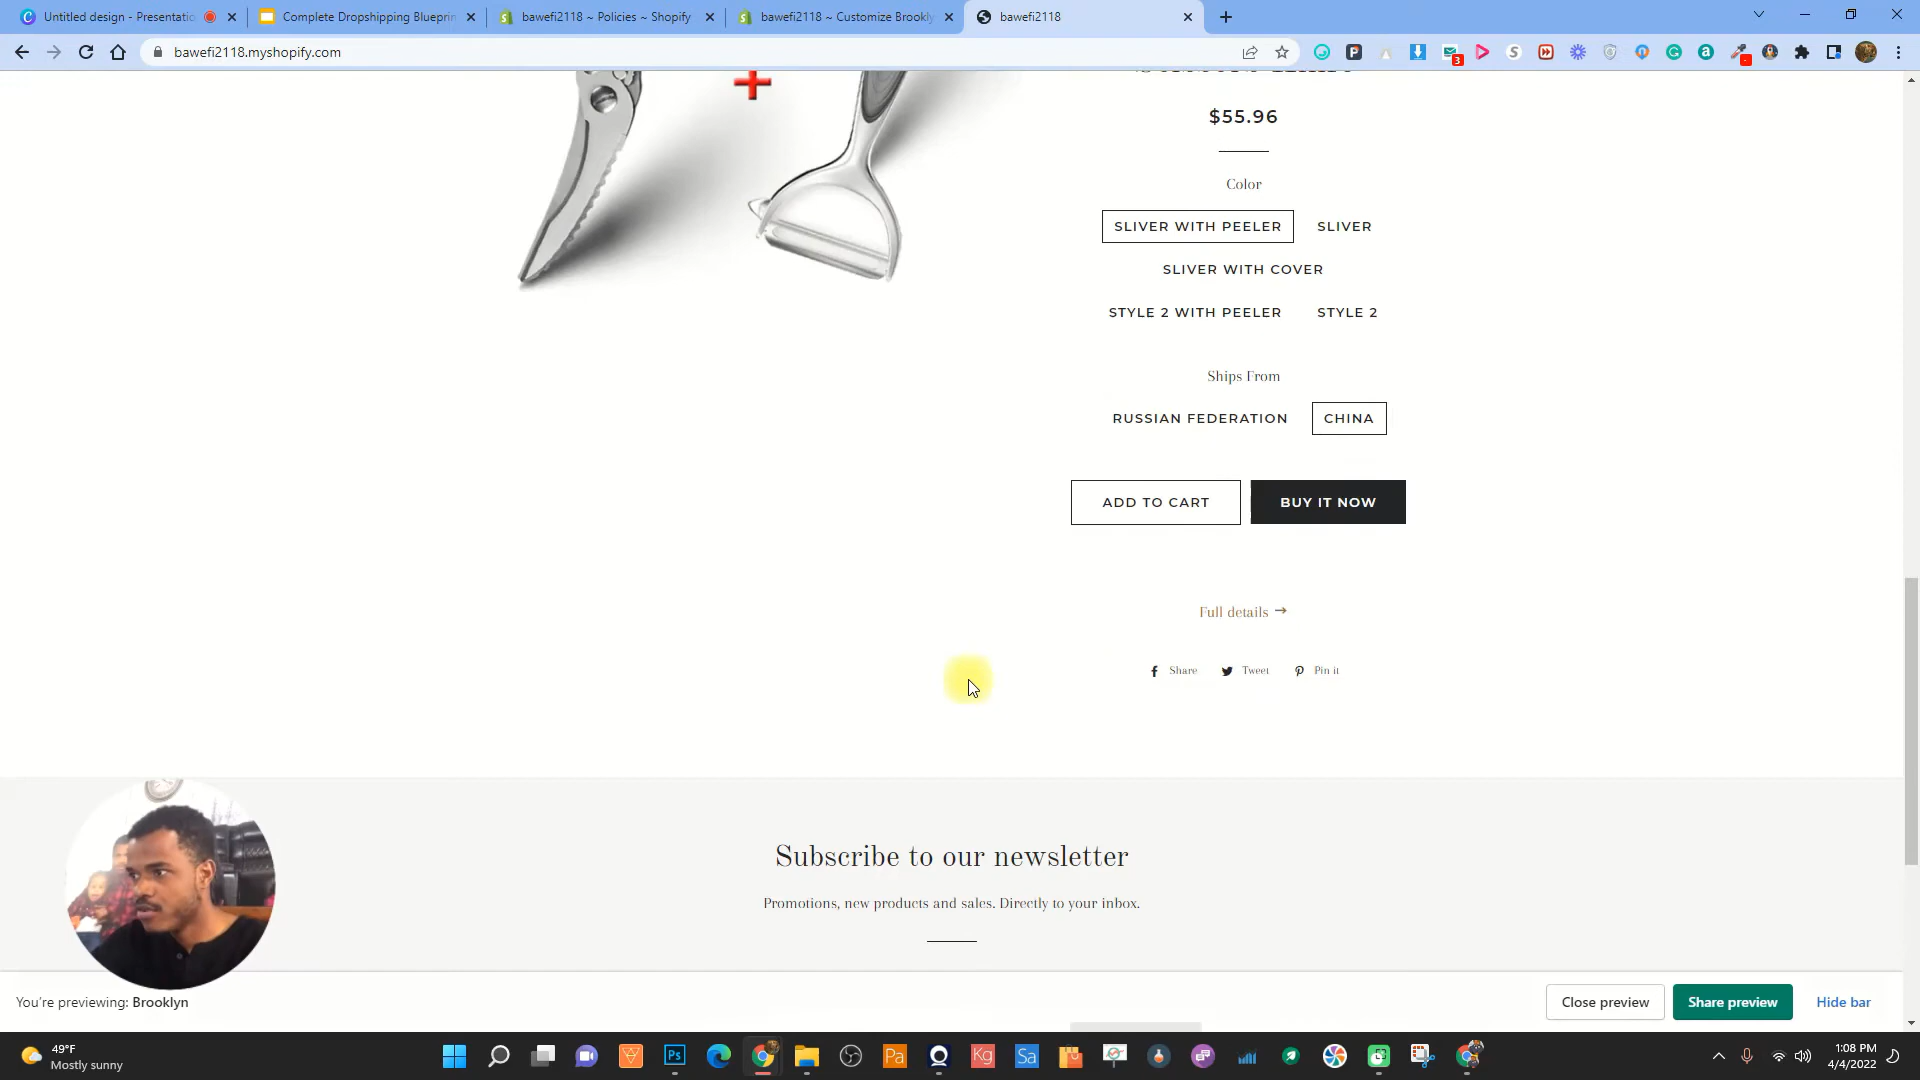 Untitled design - Presentatio
Complete Dropshipping Blueprin
bawefi2118 ~ Policies ~ Shopify
bawefi2118 ~ Customize Brookly
bawefi2118
bawefi2118.myshopify.com
$55.96
Color
SLIVER WITH PEELER
SLIVER
SLIVER WITH COVER
STYLE 2 WITH PEELER
STYLE 2
Ships From
RUSSIAN FEDERATION
CHINA
ADD TO CART
BUY IT NOW
Full details →
Share
Tweet
Pin it
Subscribe to our newsletter
Promotions, new products and sales. Directly to your inbox.
You're previewing: Brooklyn
Close preview
Share preview
Hide bar
49°F
Mostly sunny
Ps
Pa
Kg
Sa
1:08 PM
4/4/2022